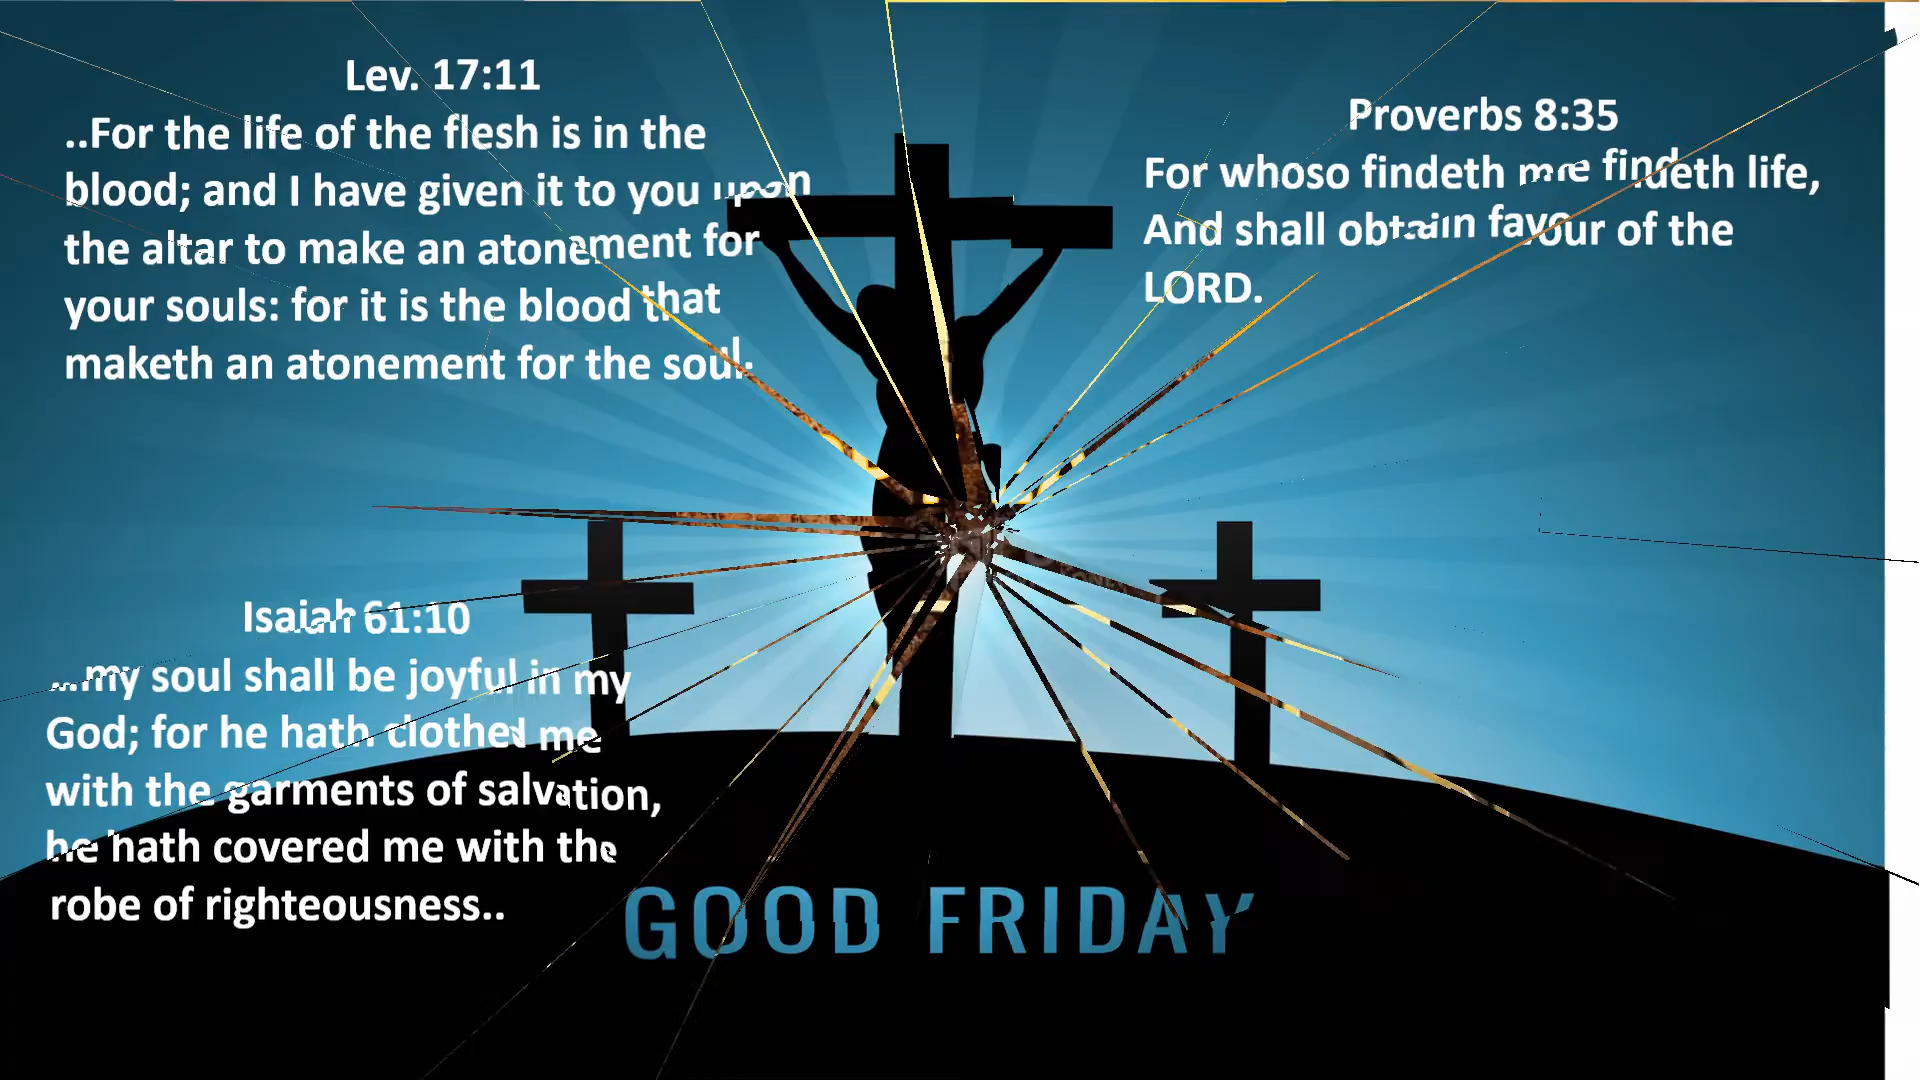 Lev. 17:11
..For the life of the flesh is in the
blood; and I have given it to you upon
the altar to make an atonement for
your souls: for it is the blood that
maketh an atonement for the soul.
Proverbs 8:35
For whoso findeth me findeth life,
And shall obtain favour of the
LORD.
Isaiah 61:10
...my soul shall be joyful in my
God; for he hath clothed me
with the garments of salvation,
he hath covered me with the
robe of righteousness..
GOOD FRIDAY